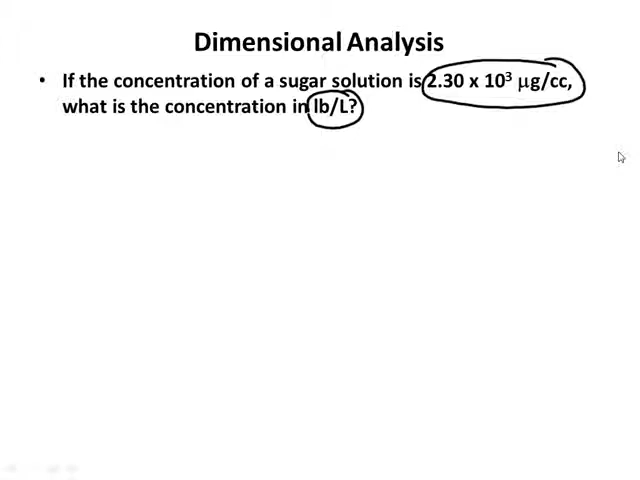 Dimensional Analysis
• If the concentration of a sugar solution is 2.30 x 10³ μg/cc,
what is the concentration in lb/L?